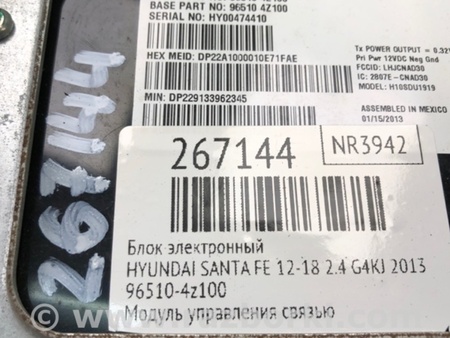 BASE PART NO: 96510 4Z100
SERIAL NO: HY00474410
HEX MEID: DP22A1000010E71FAE
Tx POWER OUTPUT = 0.32
Pri Pwr 12VDC Neg Gnd
FCCID: LHJCNAD30
IC: 2807E-CNAD30
MODEL: H10SDU1919
MIN: DP229133962345
ASSEMBLED IN MEXICO
01/15/2013
267144
267144
NR3942
Блок электронный
HYUNDAI SANTA FE 12-18 2.4 G4KJ 2013
96510-4z100
Модуль управления связью